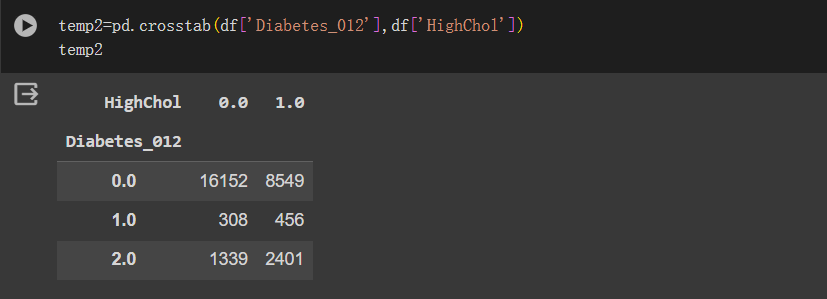 temp2=pd.crosstab(df['Diabetes_012'],df['HighChol'])
temp2
HighChol 0.0 1.0
Diabetes_012
0.0 16152 8549
1.0 308 456
2.0 1339 2401